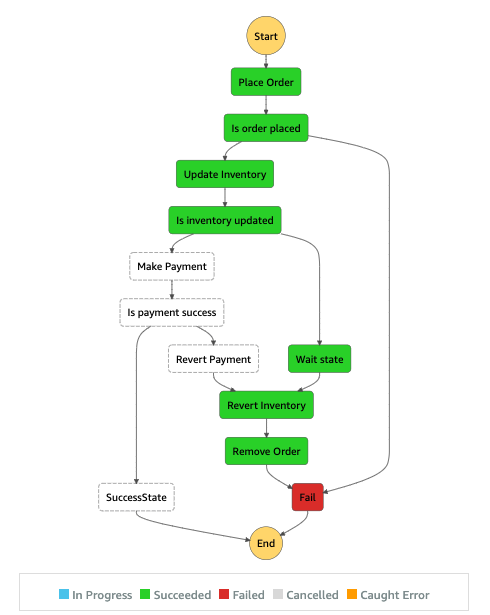 Start
Place Order
Is order placed
Update Inventory
Is inventory updated
Make Payment
Is payment success
Revert Payment
Wait state
Revert Inventory
Remove Order
SuccessState
Fail
End
In Progress Succeeded Failed Cancelled Caught Error